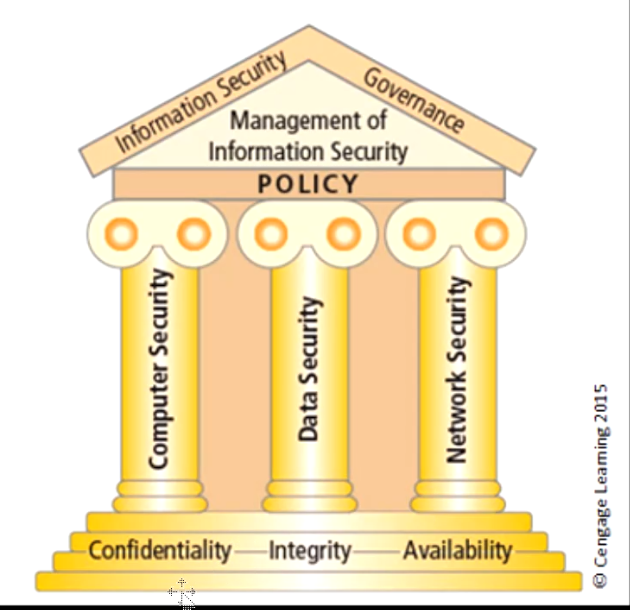 Information Security
Governance
Management of
Information Security
POLICY
Computer Security
Data Security
Network Security
Confidentiality Integrity Availability
© Cengage Learning 2015